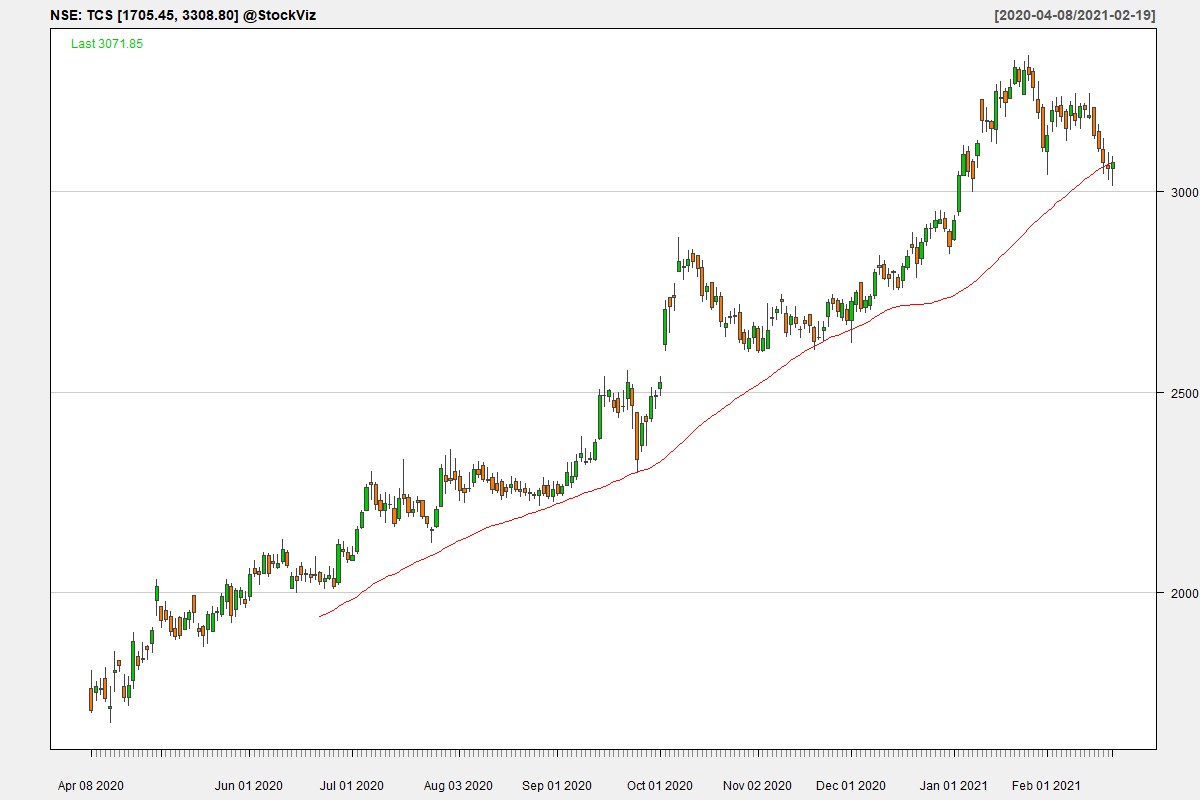 NSE: TCS [1705.45, 3308.80] @StockViz [2020-04-08/2021-02-19]
Last 3071.85
3000
2500
2000
Apr 08 2020 Jun 01 2020 Jul 01 2020 Aug 03 2020 Sep 01 2020 Oct 01 2020 Nov 02 2020 Dec 01 2020 Jan 01 2021 Feb 01 2021